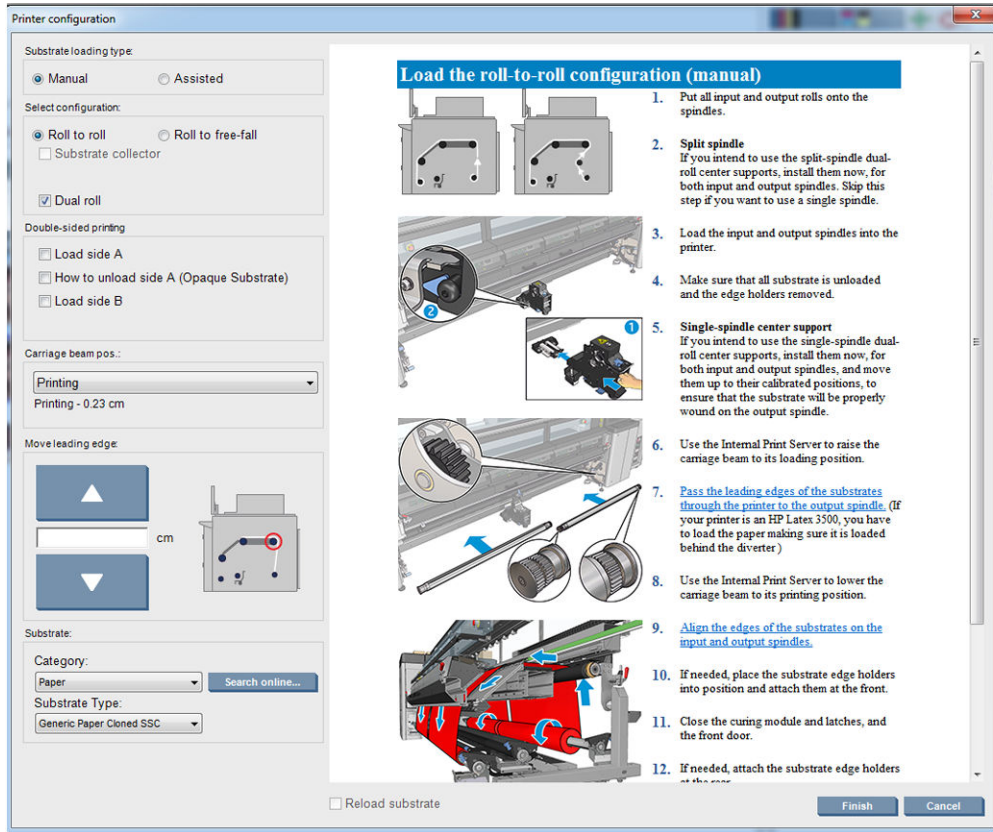 Printer configuration
Substrate loading type:
Manual
Assisted
Select configuration:
Roll to roll
Roll to free-fall
Substrate collector
Dual roll
Double-sided printing
Load side A
How to unload side A (Opaque Substrate)
Load side B
Carriage beam pos.:
Printing
Printing - 0.23 cm
Move leading edge:
cm
Substrate:
Category:
Paper
Search online...
Substrate Type:
Generic Paper Cloned SSC
Load the roll-to-roll configuration (manual)
1. Put all input and output rolls onto the
spindles.
2. Split spindle
If you intend to use the split-spindle dual-
roll center supports, install them now, for
both input and output spindles. Skip this
step if you want to use a single spindle.
3. Load the input and output spindles into the
printer.
4. Make sure that all substrate is unloaded
and the edge holders removed.
2
1
5. Single-spindle center support
If you intend to use the single-spindle dual-
roll center supports, install them now, for
both input and output spindles, and move
them up to their calibrated positions, to
ensure that the substrate will be properly
wound on the output spindle.
6. Use the Internal Print Server to raise the
carriage beam to its loading position.
7. Pass the leading edges of the substrates
through the printer to the output spindle. (If
your printer is an HP Latex 3500, you have
to load the paper making sure it is loaded
behind the diverter )
8. Use the Internal Print Server to lower the
carriage beam to its printing position.
9. Align the edges of the substrates on the
input and output spindles.
10. If needed, place the substrate edge holders
into position and attach them at the front.
11. Close the curing module and latches, and
the front door.
12. If needed, attach the substrate edge holders
at the rear.
Reload substrate
Finish
Cancel